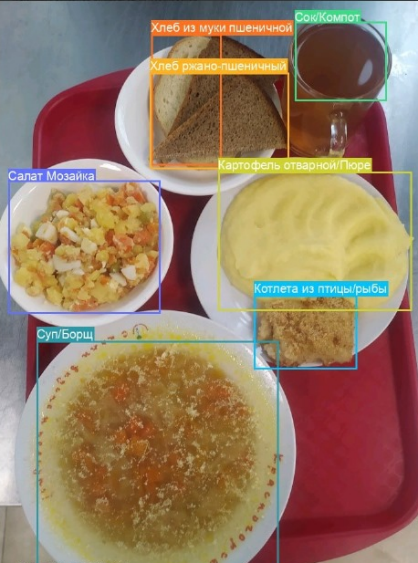 Сок/Компот
Хлеб из муки пшеничной
Хлеб ржано-пшеничный
Картофель отварной/Пюре
Салат Мозайка
Котлета из птицы/рыбы
Суп/Борщ